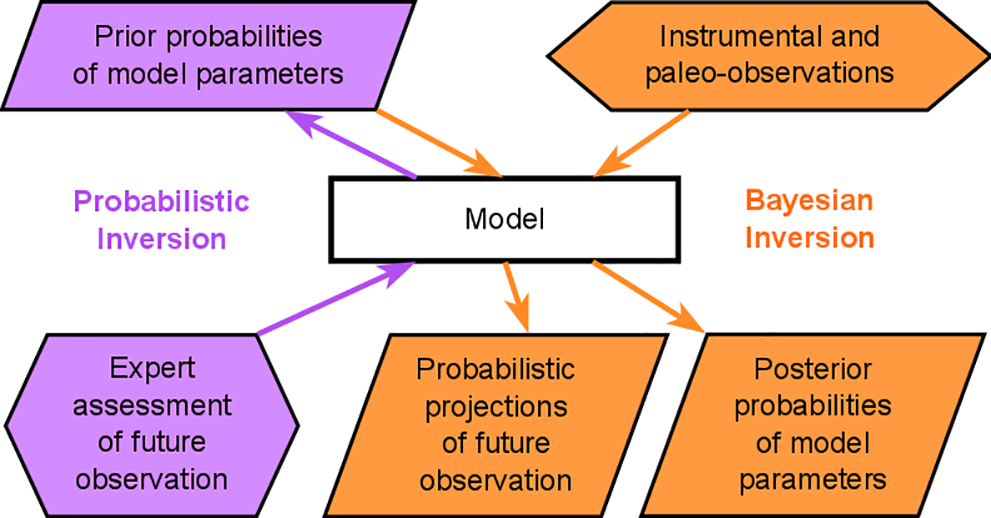 Prior probabilities
of model parameters
Instrumental and
paleo-observations
Probabilistic
Inversion
Model
Bayesian
Inversion
Expert
assessment
of future
observation
Probabilistic
projections
of future
observation
Posterior
probabilities
of model
parameters